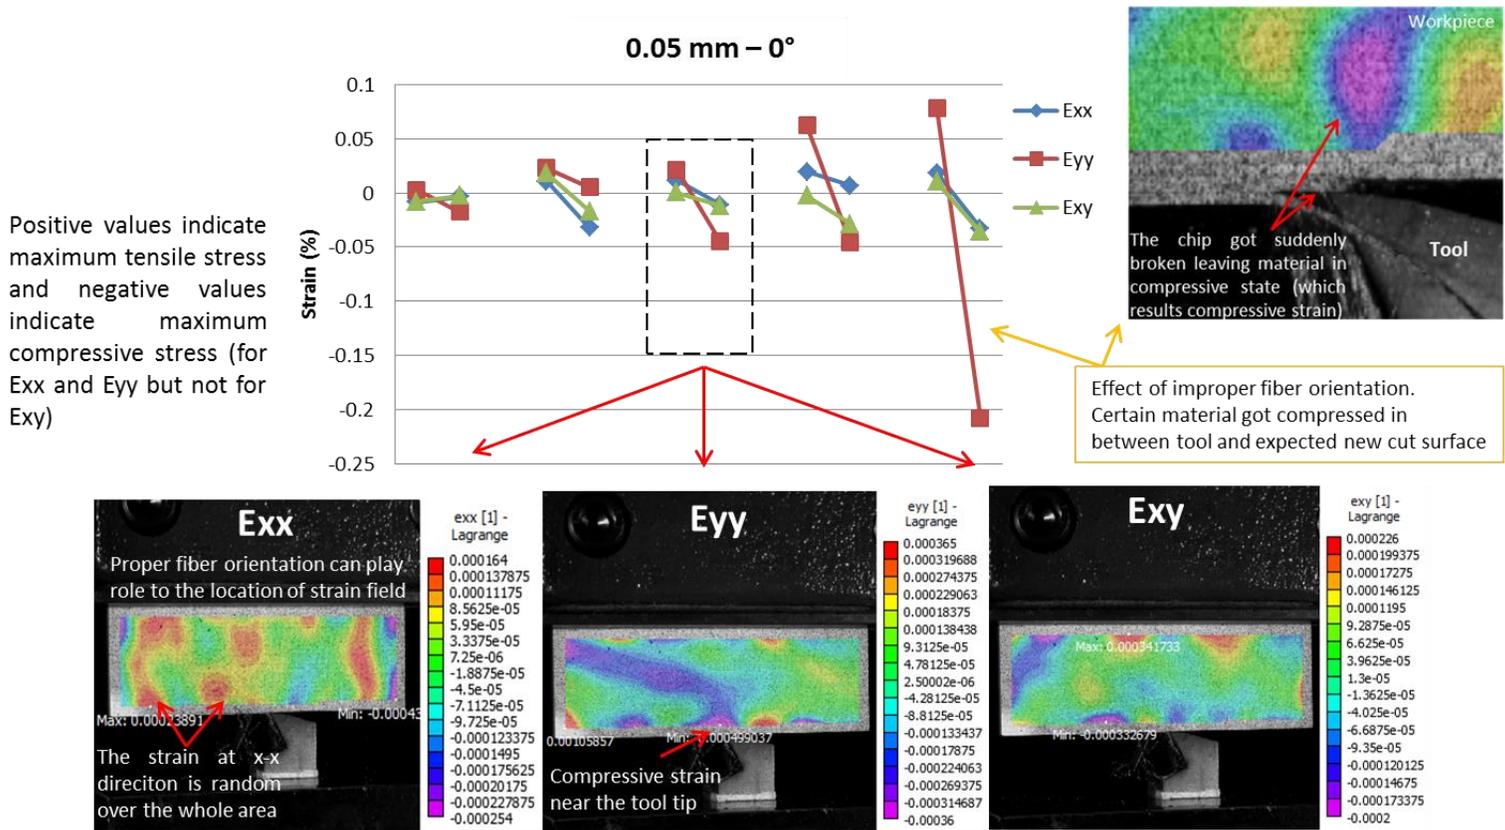 0.05 mm – 0°
0.1
0.05
0
-0.05
-0.1
-0.15
-0.2
-0.25
Strain (%)
Exx
Eyy
Exy
Positive values indicate
maximum tensile stress
and negative values
indicate maximum
compressive stress (for
Exx and Eyy but not for
Exy)
Workpiece
The chip got suddenly
broken leaving material in
compressive state (which
results compressive strain)
Tool
Effect of improper fiber orientation.
Certain material got compressed in
between tool and expected new cut surface
Exx
Proper fiber orientation can play
role to the location of strain field
Max: 0.00023891
Min: -0.00043
The strain at x-x
direciton is random
over the whole area
exx [1] -
Lagrange
0.000164
0.000137875
0.00011175
8.5625e-05
5.95e-05
3.3375e-05
7.25e-06
-1.8875e-05
-4.5e-05
-7.1125e-05
-9.725e-05
-0.000123375
-0.0001495
-0.000175625
-0.00020175
-0.000227875
-0.000254
Eyy
0.00105857
Min: -0.000499037
Compressive strain
near the tool tip
eyy [1] -
Lagrange
0.000365
0.000319688
0.000274375
0.000229063
0.00018375
0.000138438
9.3125e-05
4.78125e-05
2.50002e-06
-4.28125e-05
-8.8125e-05
-0.000133437
-0.00017875
-0.000224063
-0.000269375
-0.000314687
-0.00036
Exy
Max: 0.000341733
Min: -0.000332679
exy [1] -
Lagrange
0.000226
0.000199375
0.00017275
0.000146125
0.0001195
9.2875e-05
6.625e-05
3.9625e-05
1.3e-05
-1.3625e-05
-4.025e-05
-6.6875e-05
-9.35e-05
-0.000120125
-0.00014675
-0.000173375
-0.0002